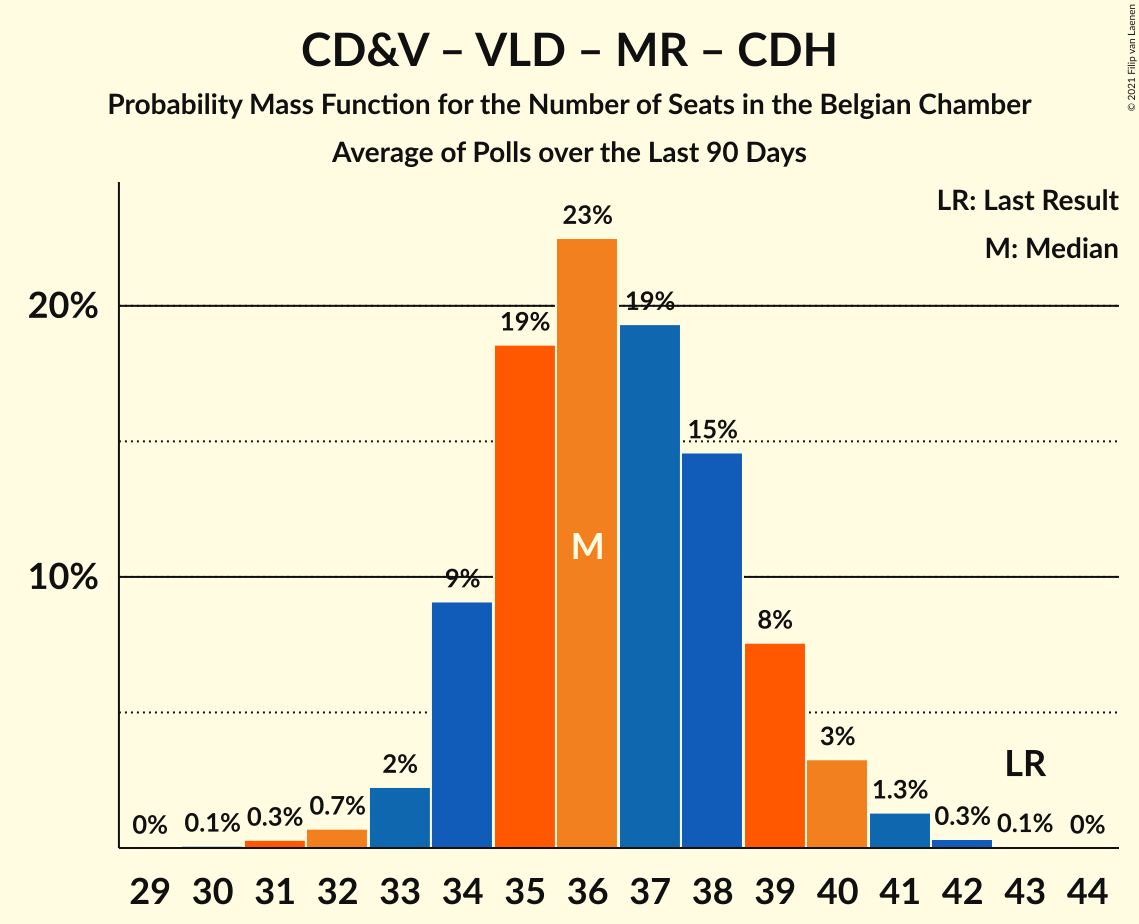 CD&V – VLD – MR – CDH
Probability Mass Function for the Number of Seats in the Belgian Chamber
Average of Polls over the Last 90 Days
© 2021 Filip van Laenen
LR: Last Result
M: Median
20%
10%
0%
0.1%
0.3%
0.7%
2%
9%
19%
23%
19%
15%
8%
3%
1.3%
0.3%
0.1%
0%
M
LR
29 30 31 32 33 34 35 36 37 38 39 40 41 42 43 44